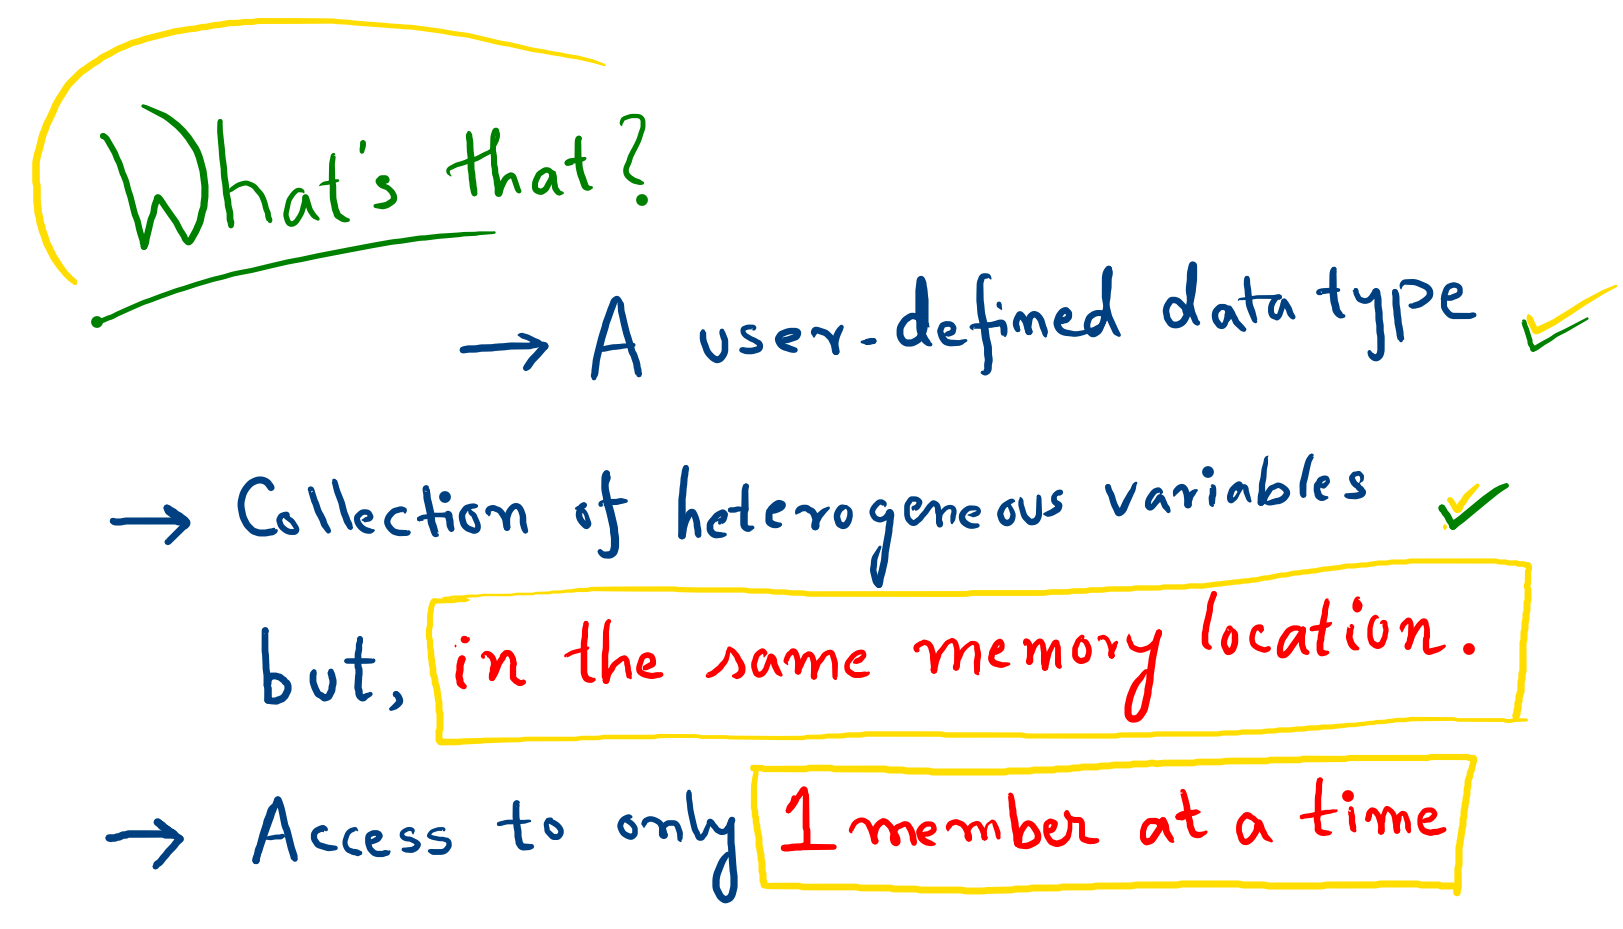 What's that?
→ A user-defined data type
→ Collection of heterogeneous variables
but, in the same memory location.
→ Access to only 1 member at a time